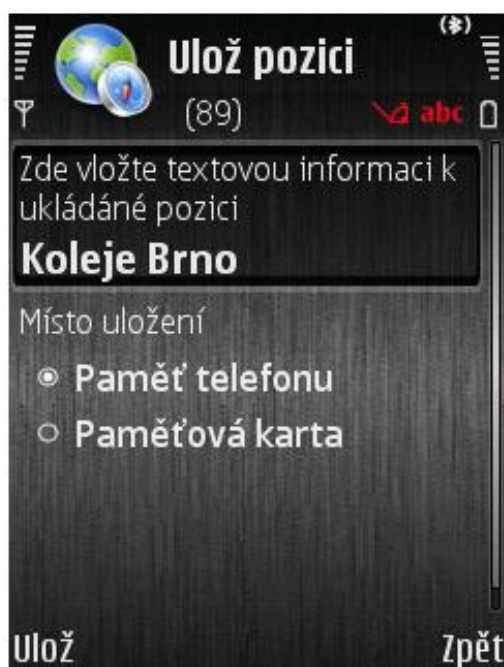 Ulož pozici
(89)
abc
Zde vložte textovou informaci k
ukládáné pozici
Koleje Brno
Místo uložení
Paměť telefonu
Paměťová karta
Ulož
Zpět